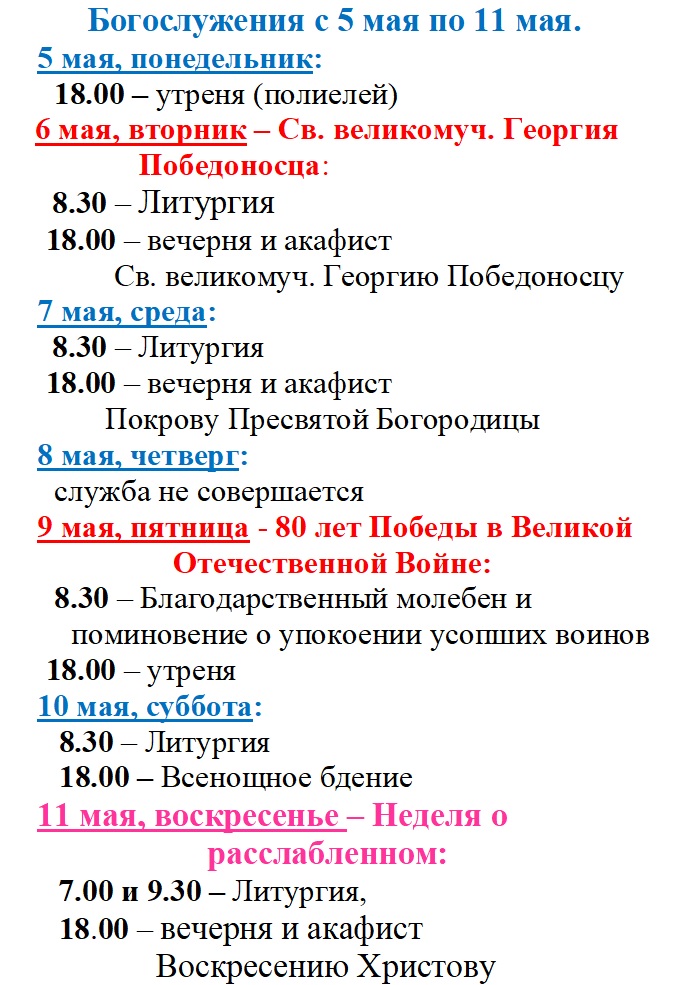 Богослужения с 5 мая по 11 мая.
5 мая, понедельник:
18.00 – утреня (полиелей)
6 мая, вторник – Св. великомуч. Георгия
Победоносца:
8.30 – Литургия
18.00 – вечерня и акафист
Св. великомуч. Георгию Победоносцу
7 мая, среда:
8.30 – Литургия
18.00 – вечерня и акафист
Покрову Пресвятой Богородицы
8 мая, четверг:
служба не совершается
9 мая, пятница - 80 лет Победы в Великой
Отечественной Войне:
8.30 – Благодарственный молебен и
поминовение о упокоении усопших воинов
18.00 – утреня
10 мая, суббота:
8.30 – Литургия
18.00 – Всенощное бдение
11 мая, воскресенье – Неделя о
расслабленном:
7.00 и 9.30 – Литургия,
18.00 – вечерня и акафист
Воскресению Христову